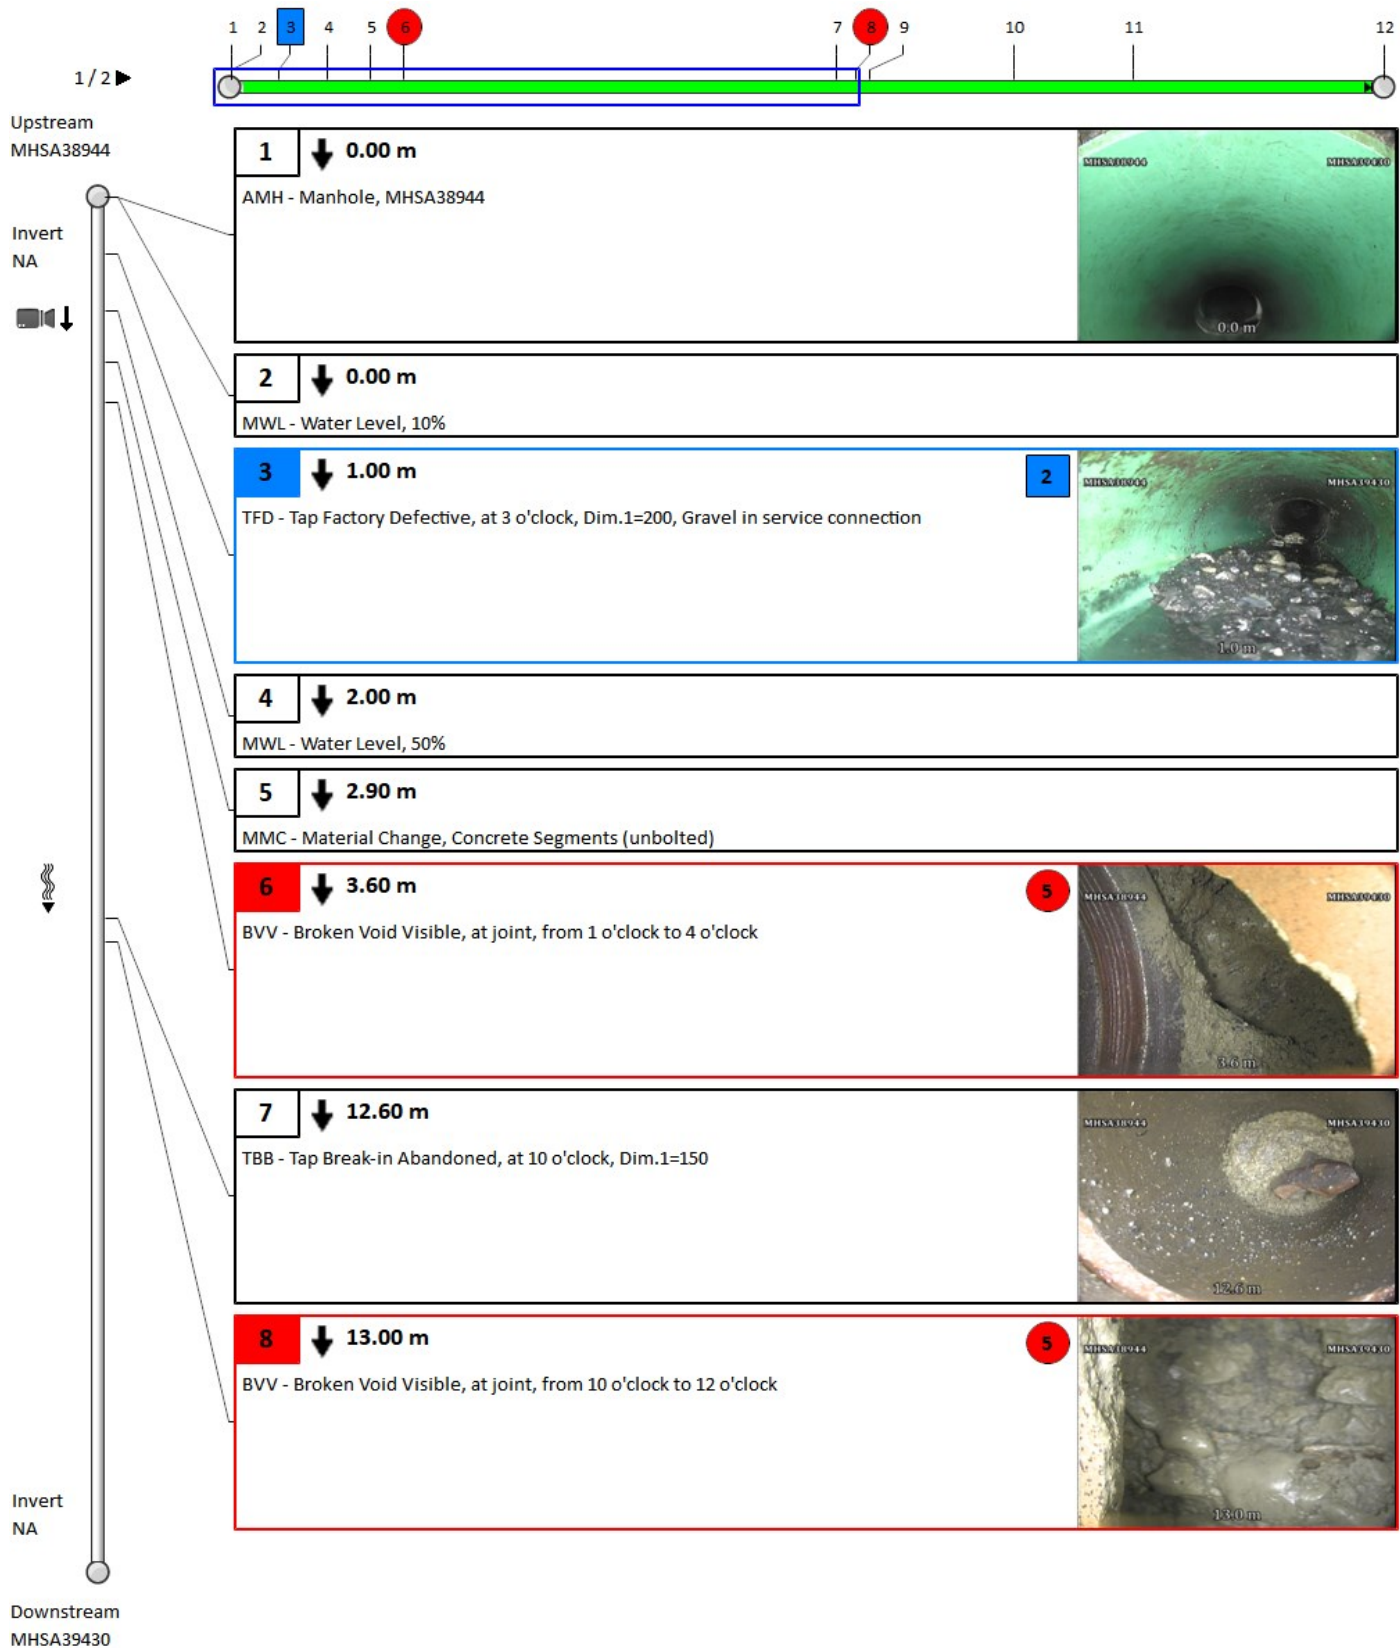 1 2 3 4 5 6 7 8 9 10 11 12
1 / 2
Upstream
MHSA38944
Invert
NA
1 0.00 m
AMH - Manhole, MHSA38944
MHSA38944 MHSA39430
0.0 m
2 0.00 m
MWL - Water Level, 10%
3 1.00 m 2
TFD - Tap Factory Defective, at 3 o'clock, Dim.1=200, Gravel in service connection
MHSA38944 MHSA39430
1.0 m
4 2.00 m
MWL - Water Level, 50%
5 2.90 m
MMC - Material Change, Concrete Segments (unbolted)
6 3.60 m 5
BVV - Broken Void Visible, at joint, from 1 o'clock to 4 o'clock
MHSA38944 MHSA39430
3.6 m
7 12.60 m
TBB - Tap Break-in Abandoned, at 10 o'clock, Dim.1=150
MHSA38944 MHSA39430
12.6 m
8 13.00 m 5
BVV - Broken Void Visible, at joint, from 10 o'clock to 12 o'clock
MHSA38944 MHSA39430
13.0 m
Invert
NA
Downstream
MHSA39430